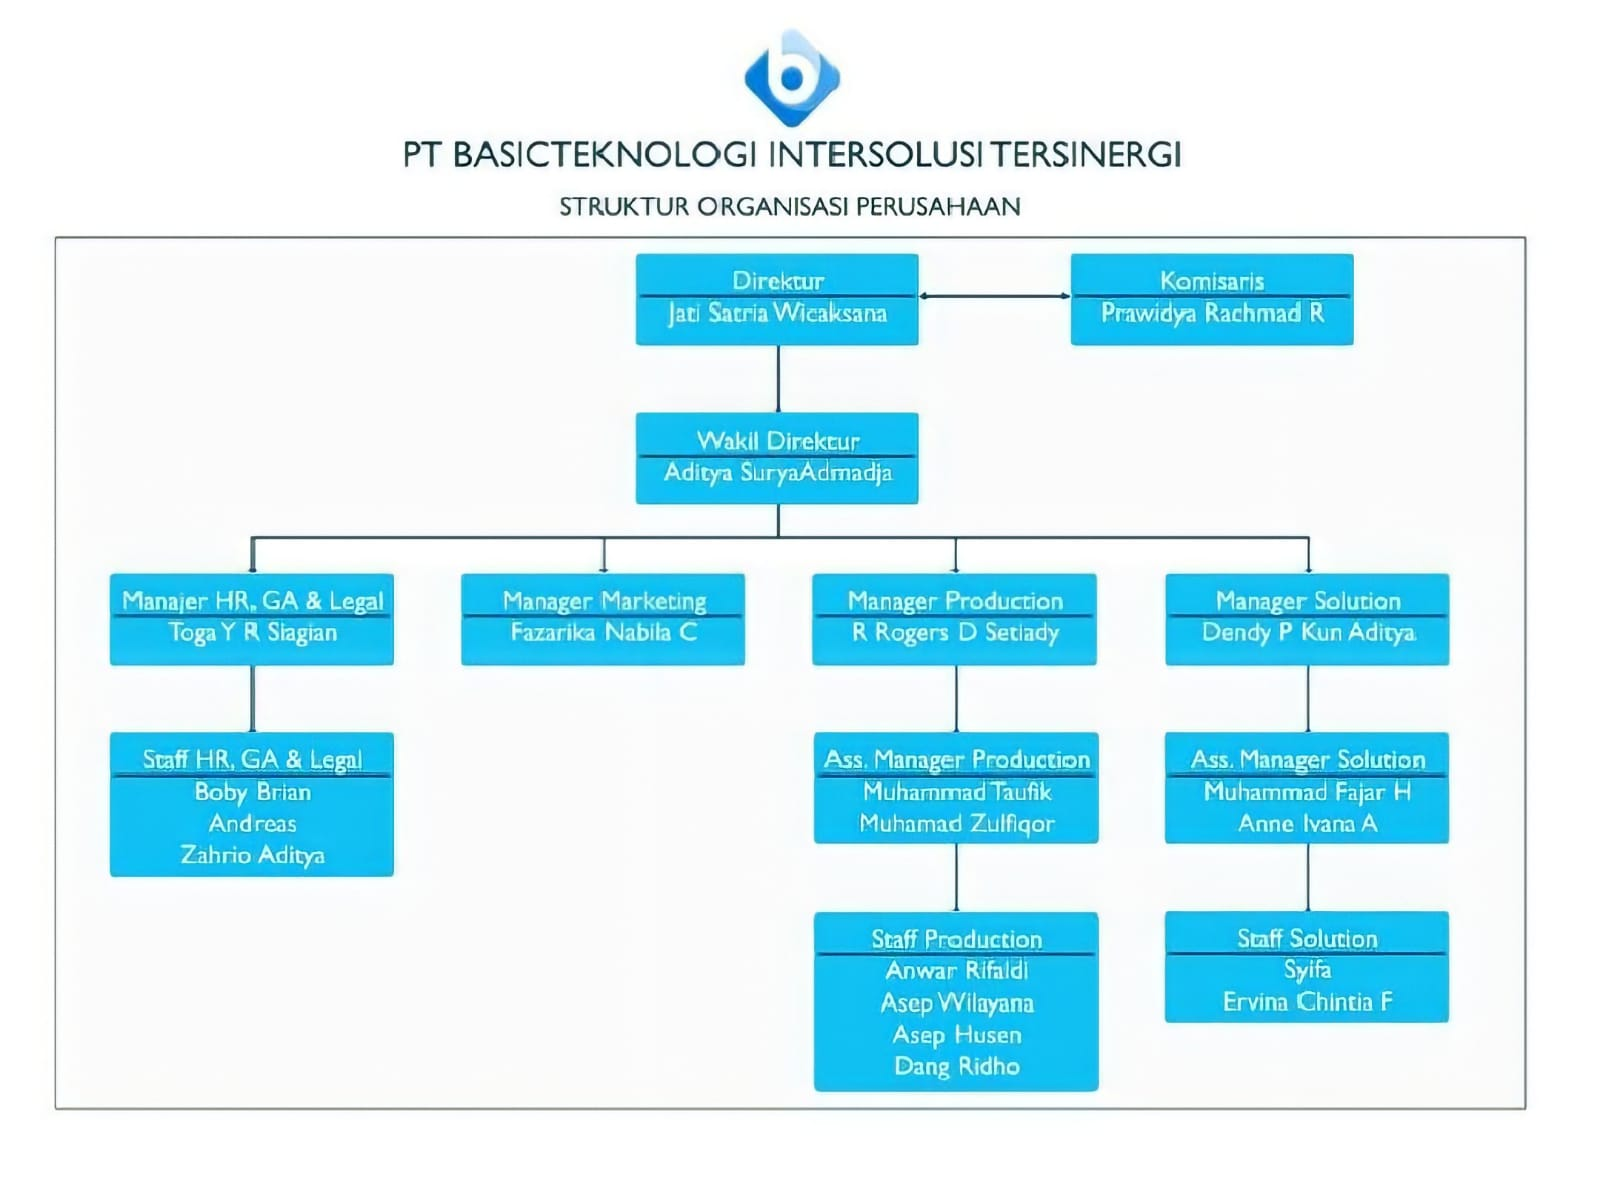 PT BASICTEKNOLOGI INTERSOLUSI TERSINERGI
STRUKTUR ORGANISASI PERUSAHAAN
Direktur
Jati Satria Wicaksana
Komisaris
Prawidya Rachmad R
Wakil Direktur
Aditya SuryaAdmadja
Manajer HR, GA & Legal
Toga Y R Siagian
Manager Marketing
Fazarika Nabila C
Manager Production
R Rogers D Setiady
Manager Solution
Dendy P Kun Aditya
Staff HR, GA & Legal
Boby Brian
Andreas
Zahrio Aditya
Ass. Manager Production
Muhammad Taufik
Muhamad Zulfiqor
Ass. Manager Solution
Muhammad Fajar H
Anne Ivana A
Staff Production
Anwar Rifaldi
Asep Wilayana
Asep Husen
Dang Ridho
Staff Solution
Syifa
Ervina Chintia F